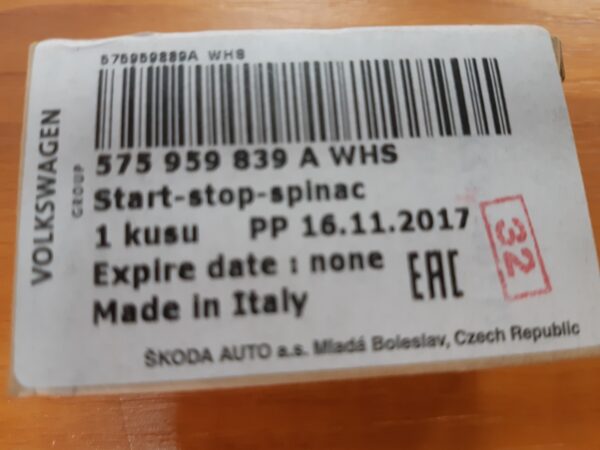 575959839A WHS
575 959 839 A WHS
Start-stop-spinac
1 kusu PP 16.11.2017
Expire date : none
Made in Italy
EAC
32
ŠKODA AUTO a.s. Mladá Boleslav, Czech Republic
VOLKSWAGEN
GROUP